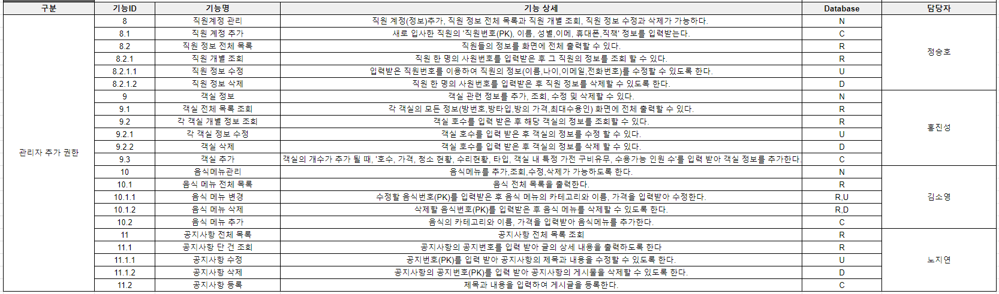 구분 기능ID 기능명 기능 상세 Database 담당자
8 직원계정 관리 직원 계정(정보)추가, 직원 정보 전체 목록과 직원 개별 조회, 직원 정보 수정과 삭제가 가능하다. N
8.1 직원 계정 추가 새로 입사한 직원의 '직원번호(PK), 이름, 성별,이메, 휴대폰,직책' 정보를 입력받는다. C
8.2 직원 정보 전체 목록 직원들의 정보를 화면에 전체 출력할 수 있다. R
정승호
8.2.1 직원 개별 조회 직원 한 명의 사원번호를 입력받은 후 그 직원의 정보를 조회 할 수 있다. R
8.2.1.1 직원 정보 수정 입력받은 직원번호를 이용하여 직원의 정보(이름,나이,이메일,전화번호)를 수정할 수 있도록 한다. U
8.2.1.2 직원 정보 삭제 직원 한 명의 사원번호를 입력받은 후 직원 정보를 삭제할 수 있도록 한다. D
9 객실 정보 객실 관련 정보를 추가, 조회, 수정 및 삭제할 수 있다. N
9.1 객실 전체 목록 조회 각 객실의 모든 정보(방번호,방타입,방의 가격,최대수용인) 화면에 전체 출력할 수 있다. R
9.2 각 객실 개별 정보 조회 객실 호수를 입력 받은 후 해당 객실의 정보를 조회할 수 있다. R
홍진성
9.2.1 각 객실 정보 수정 객실 호수를 입력 받은 후 객실의 정보를 수정 할 수 있다. U
9.2.2 객실 삭제 객실 호수를 입력 받은 후 객실의 정보를 삭제 할 수 있다. D
관리자 추가 권한
9.3 객실 추가 객실의 개수가 추가 될 때, '호수, 가격, 청소 현황, 수리현황, 타입, 객실 내 특정 가전 구비유무, 수용가능 인원 수'를 입력 받아 객실 정보를 추가한다. C
10 음식메뉴관리 음식메뉴를 추가,조회,수정,삭제가 가능하도록 한다. N
10.1 음식 메뉴 전체 목록 음식 전체 목록을 출력한다. R
10.1.1 음식 메뉴 변경 수정할 음식번호(PK)를 입력받은 후 음식 메뉴의 카테고리와 이름, 가격을 입력받아 수정한다. R,U 김소영
10.1.2 음식 메뉴 삭제 삭제할 음식번호(PK)를 입력받은 후 음식 메뉴를 삭제할 수 있도록 한다. R,D
10.2 음식 메뉴 추가 음식의 카테고리와 이름, 가격을 입력받아 음식메뉴를 추가한다. C
11 공지사항 전체 목록 공지사항 전체 목록 조회 R
11.1 공지사항 단 건 조회 공지사항의 공지번호를 입력 받아 글의 상세 내용을 출력하도록 한다 R
11.1.1 공지사항 수정 공지번호(PK)를 입력 받아 공지사항의 제목과 내용을 수정할 수 있도록 한다. U 노지연
11.1.2 공지사항 삭제 공지사항의 공지번호(PK)를 입력 받아 공지사항의 게시물을 삭제할 수 있도록 한다. D
11.2 공지사항 등록 제목과 내용을 입력하여 게시글을 등록한다. C